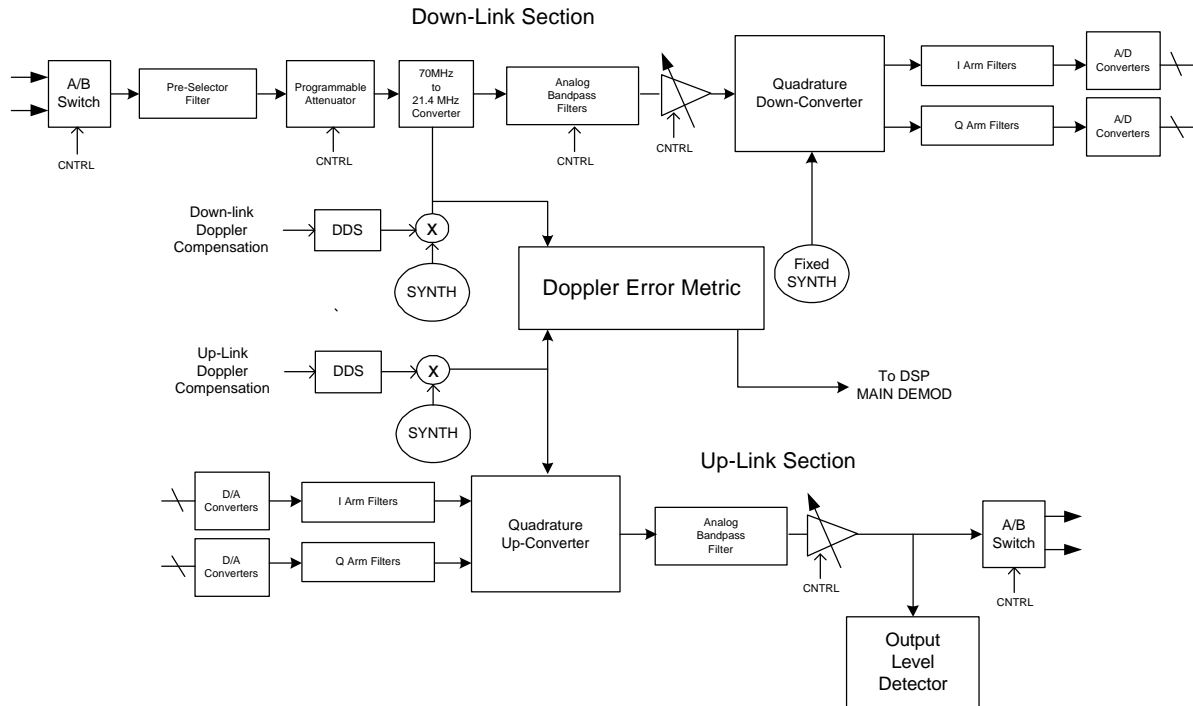 Down-Link Section
A/B
Switch
CNTRL
Pre-Selector
Filter
Programmable
Attenuator
CNTRL
70MHz
to
21.4 MHz
Converter
Analog
Bandpass
Filters
CNTRL
CNTRL
Quadrature
Down-Converter
I Arm Filters
A/D
Converters
Q Arm Filters
A/D
Converters
Down-link
Doppler
Compensation
DDS
X
SYNTH
Doppler Error Metric
Fixed
SYNTH
Up-Link
Doppler
Compensation
DDS
X
SYNTH
To DSP
MAIN DEMOD
Up-Link Section
D/A
Converters
I Arm Filters
D/A
Converters
Q Arm Filters
Quadrature
Up-Converter
Analog
Bandpass
Filter
CNTRL
A/B
Switch
CNTRL
Output
Level
Detector